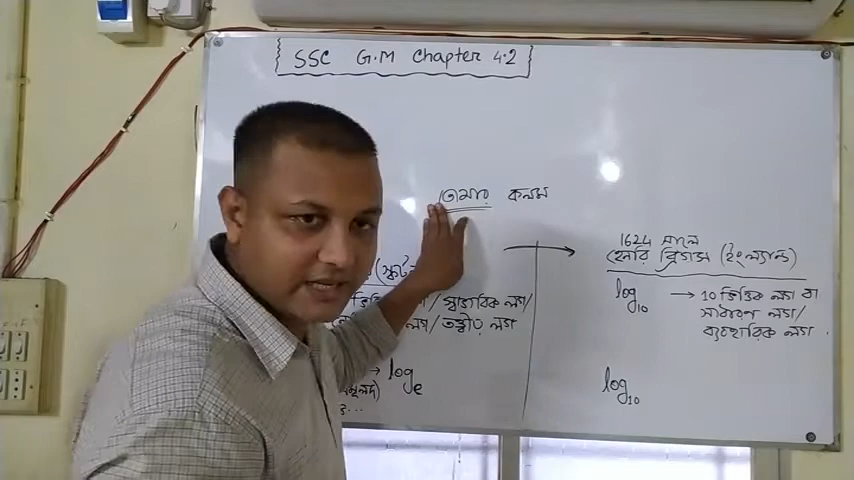 SSC G.M Chapter 4.2
তোমার কলম
1624 সালে
হেনরি ব্রিগস (ইংল্যান্ড)
log10 → 10 ভিত্তিক লগ বা
সাধারণ লগ/
ব্যবহারিক লগ
log10
স্বাভাবিক লগ/
লগ/তত্ত্বীয় লগ
→ loge